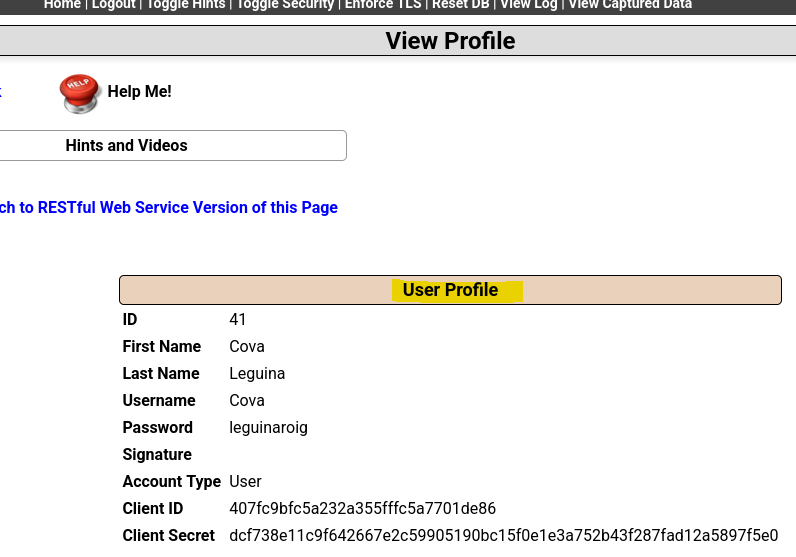 Home | Logout | Toggle Hints | Toggle Security | Enforce TLS | Reset DB | View Log | View Captured Data
View Profile
HELP Help Me!
Hints and Videos
ch to RESTful Web Service Version of this Page
User Profile
ID 41
First Name Cova
Last Name Leguina
Username Cova
Password leguinaroig
Signature
Account Type User
Client ID 407fc9bfc5a232a355fffc5a7701de86
Client Secret dcf738e11c9f642667e2c59905190bc15f0e1e3a752b43f287fad12a5897f5e0